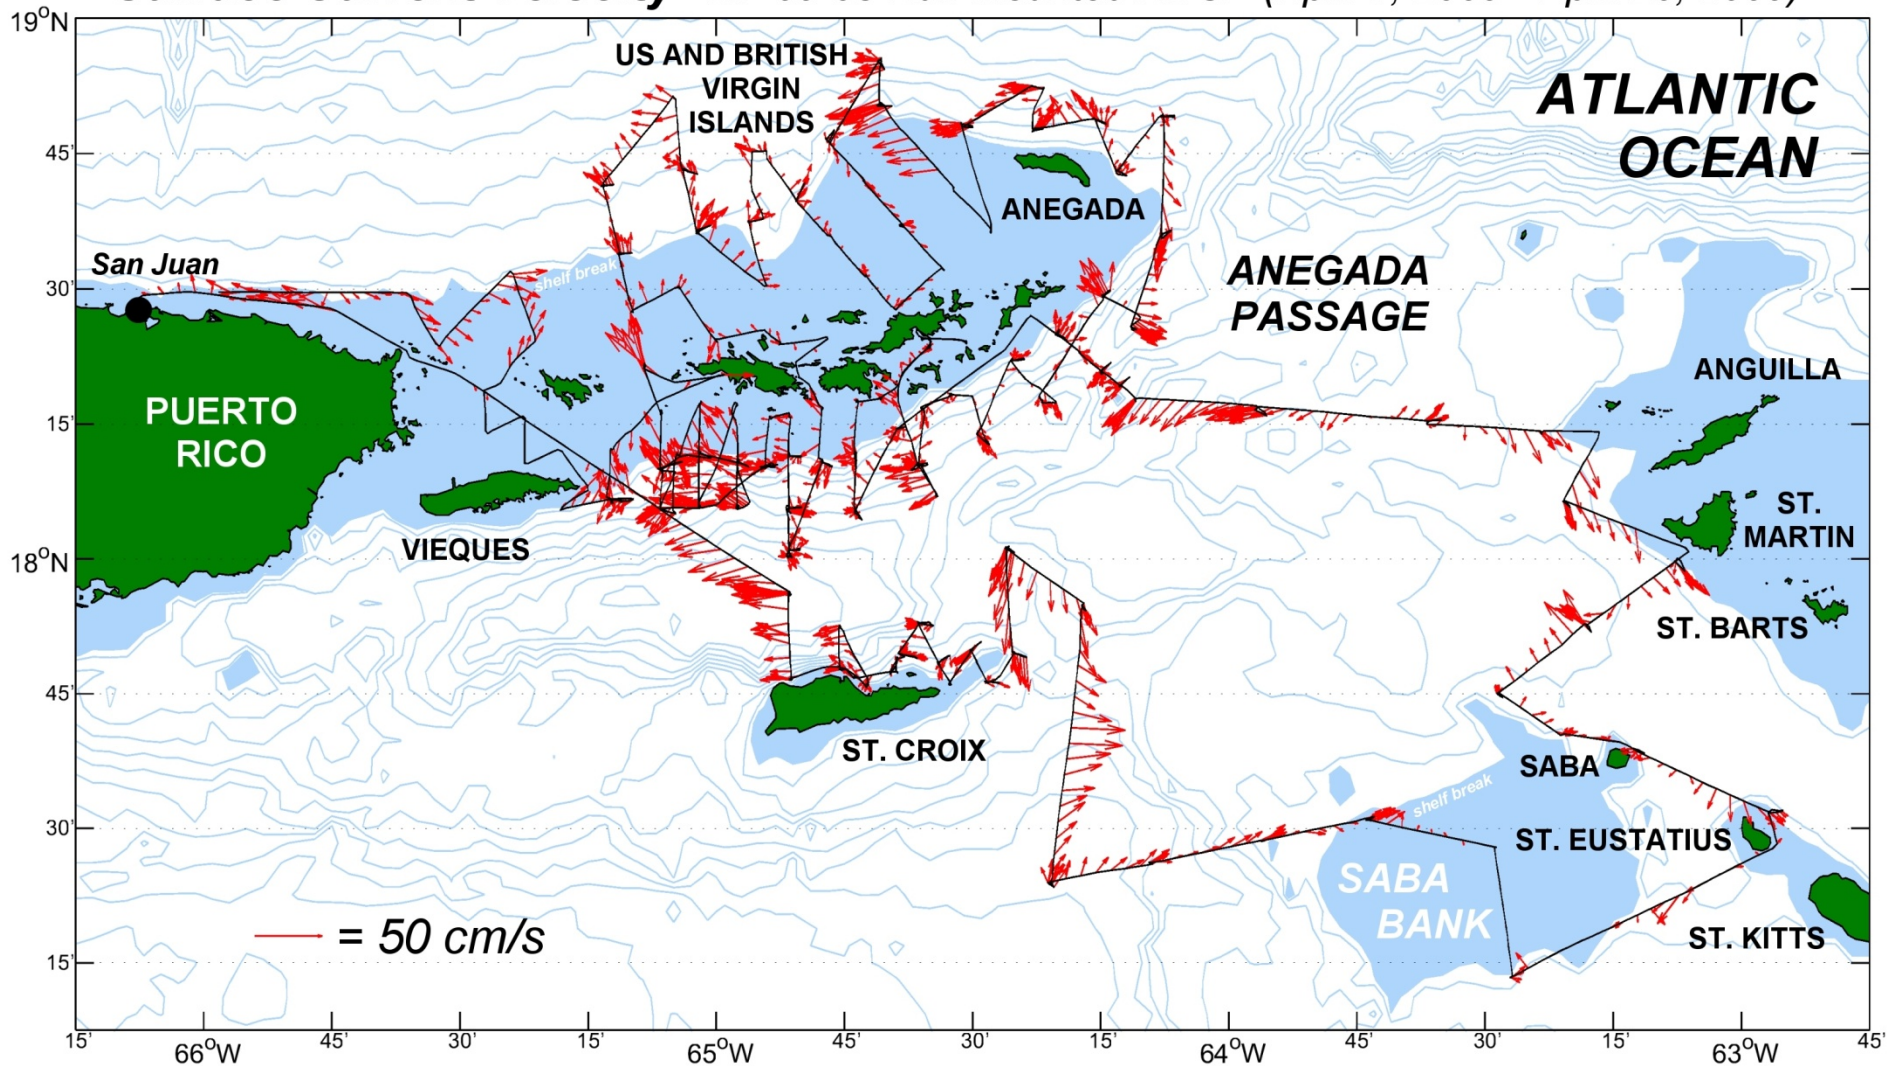 19°N
US AND BRITISH
VIRGIN
ISLANDS
ATLANTIC
OCEAN
45'
ANEGADA
San Juan
shelf break
ANEGADA
PASSAGE
30'
ANGUILLA
PUERTO
RICO
15'
ST.
MARTIN
VIEQUES
18°N
ST. BARTS
45'
ST. CROIX
SABA
shelf break
30'
ST. EUSTATIUS
SABA
BANK
= 50 cm/s
ST. KITTS
15'
15'
66°W
45'
30'
15'
65°W
45'
30'
15'
64°W
45'
30'
15'
63°W
45'